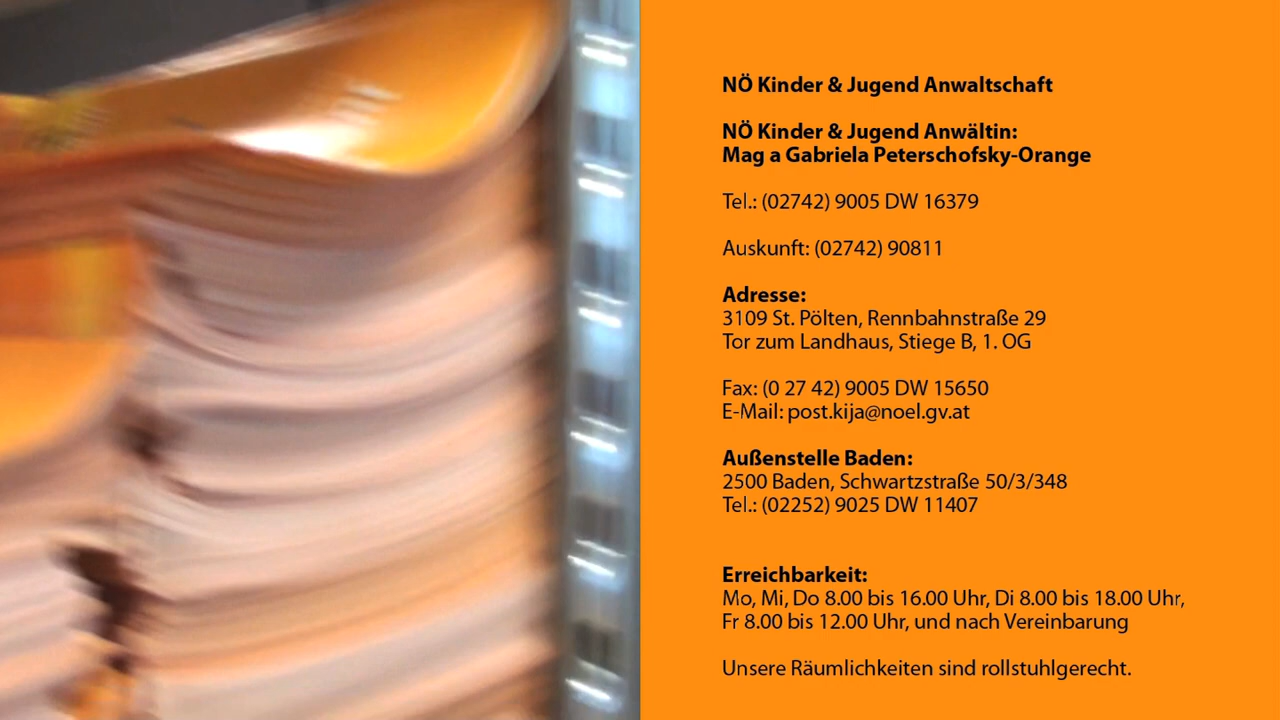 NÖ Kinder & Jugend Anwaltschaft
NÖ Kinder & Jugend Anwältin:
Mag a Gabriela Peterschofsky-Orange
Tel.: (02742) 9005 DW 16379
Auskunft: (02742) 90811
Adresse:
3109 St. Pölten, Rennbahnstraße 29
Tor zum Landhaus, Stiege B, 1. OG
Fax: (0 27 42) 9005 DW 15650
E-Mail: post.kija@noel.gv.at
Außenstelle Baden:
2500 Baden, Schwartzstraße 50/3/348
Tel.: (02252) 9025 DW 11407
Erreichbarkeit:
Mo, Mi, Do 8.00 bis 16.00 Uhr, Di 8.00 bis 18.00 Uhr,
Fr 8.00 bis 12.00 Uhr, und nach Vereinbarung
Unsere Räumlichkeiten sind rollstuhlgerecht.